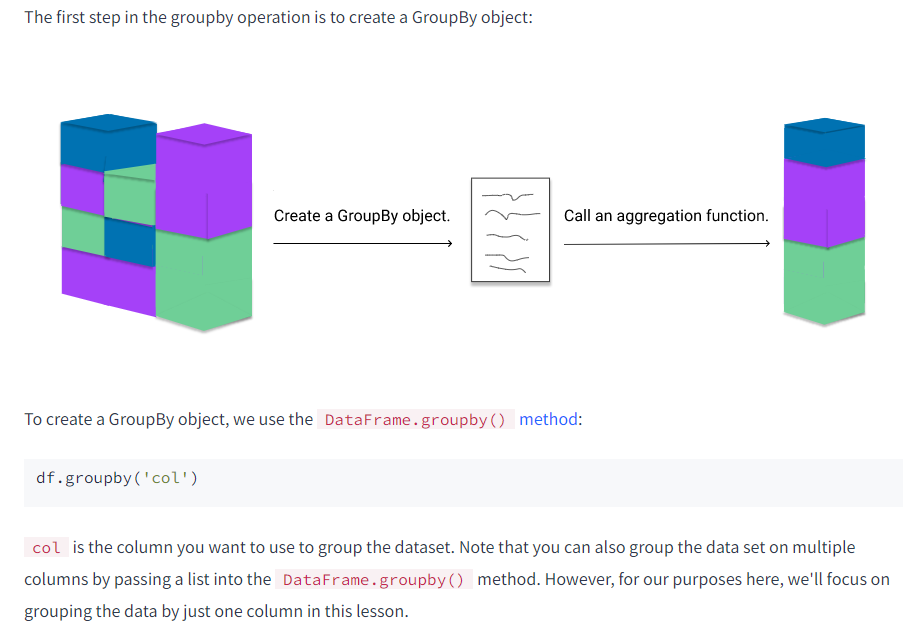 The first step in the groupby operation is to create a GroupBy object:
Create a GroupBy object.
Call an aggregation function.
To create a GroupBy object, we use the DataFrame.groupby() method:
df.groupby('col')
col is the column you want to use to group the dataset. Note that you can also group the data set on multiple
columns by passing a list into the DataFrame.groupby() method. However, for our purposes here, we'll focus on
grouping the data by just one column in this lesson.